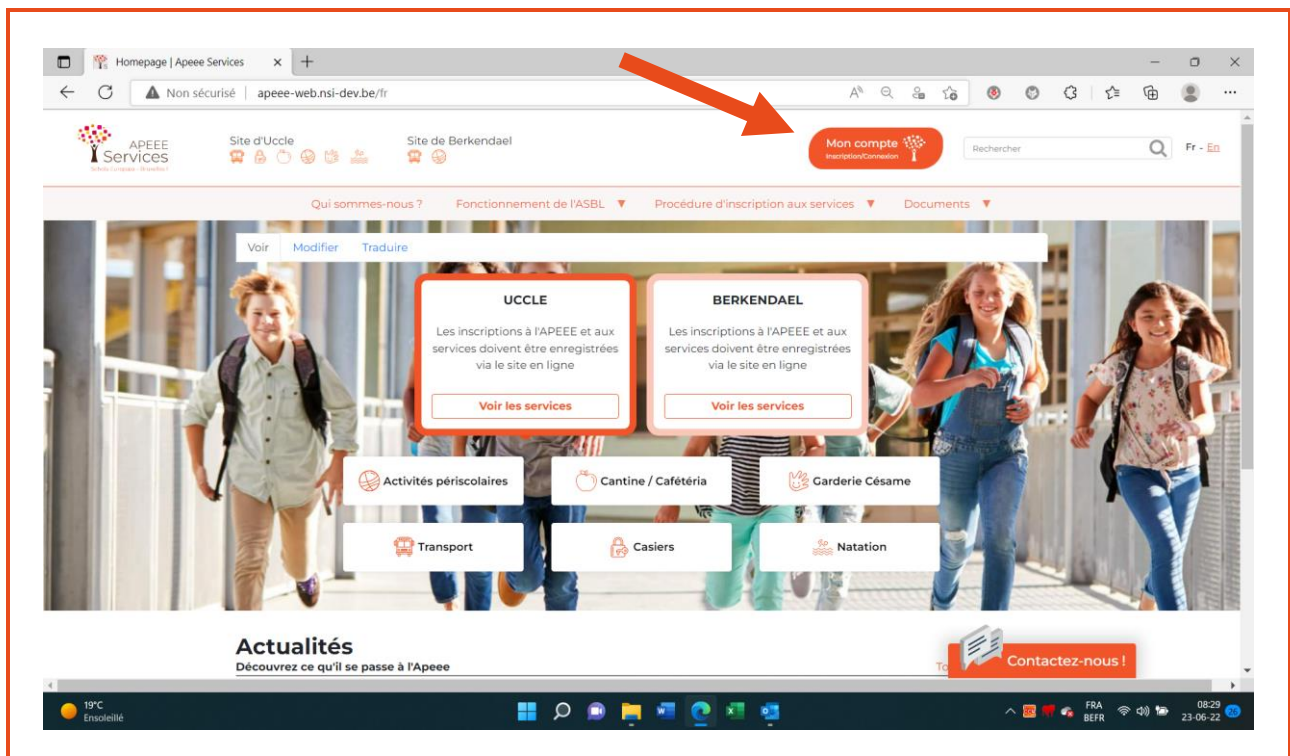 Homepage | Apeee Services
Non sécurisé | apeee-web.nsi-dev.be/fr
APEEE
Services
Site d'Uccle
Site de Berkendael
Mon compte
Inscription/Connexion
Rechercher
Fr - En
Qui sommes-nous ?
Fonctionnement de l'ASBL ▼
Procédure d'inscription aux services ▼
Documents ▼
Voir
Modifier
Traduire
UCCLE
Les inscriptions à l'APEEE et aux
services doivent être enregistrées
via le site en ligne
Voir les services
BERKENDAEL
Les inscriptions à l'APEEE et aux
services doivent être enregistrées
via le site en ligne
Voir les services
Activités périscolaires
Cantine / Cafétéria
Garderie Césame
Transport
Casiers
Natation
Actualités
Découvrez ce qu'il se passe à l'Apeee
Contactez-nous !
19°C
Ensoleillé
FRA
BEFR
08:29
23-06-22